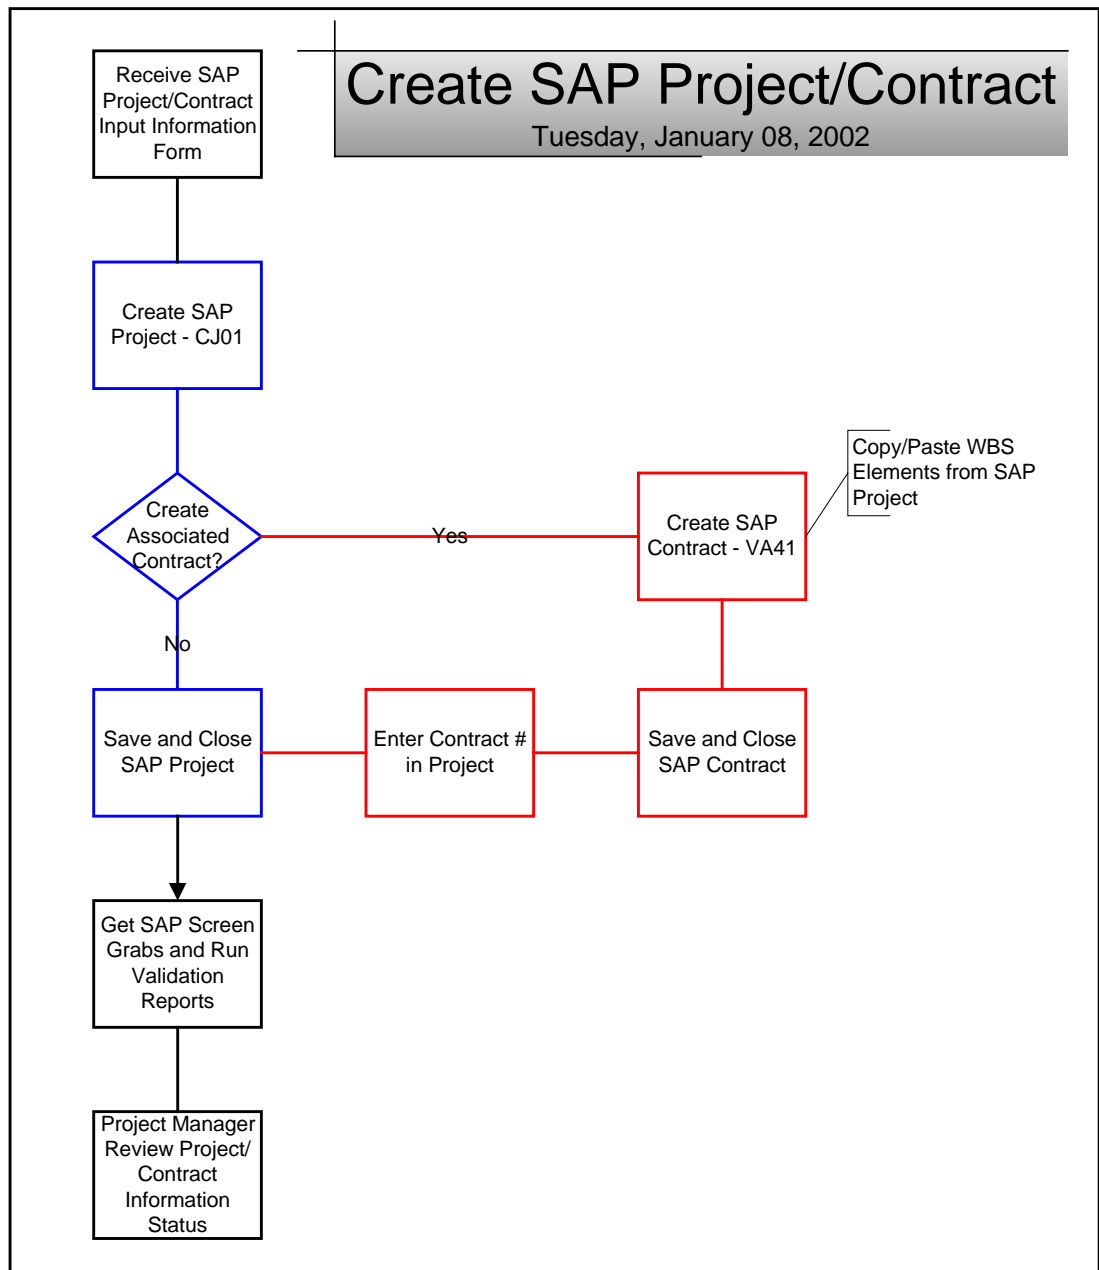 Create SAP Project/Contract
Tuesday, January 08, 2002
Receive SAP
Project/Contract
Input Information
Form
Create SAP
Project - CJ01
Create
Associated
Contract?
Yes
Create SAP
Contract - VA41
Copy/Paste WBS
Elements from SAP
Project
No
Save and Close
SAP Project
Enter Contract #
in Project
Save and Close
SAP Contract
Get SAP Screen
Grabs and Run
Validation
Reports
Project Manager
Review Project/
Contract
Information
Status